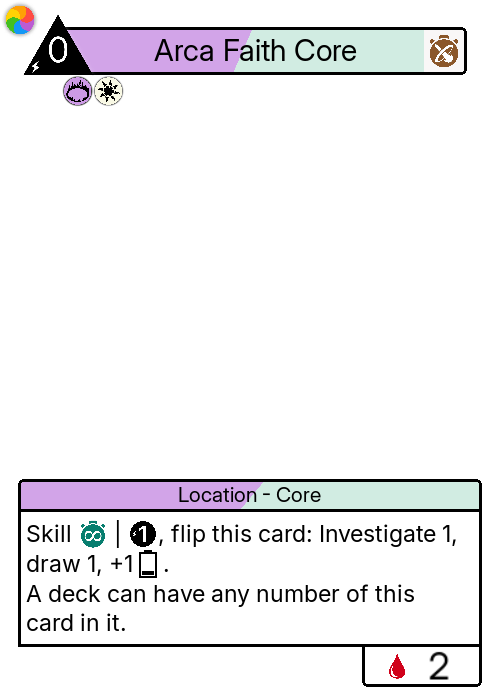 0 Arca Faith Core
Location - Core
Skill ∞ | 1, flip this card: Investigate 1,
draw 1, +1 .
A deck can have any number of this
card in it.
2